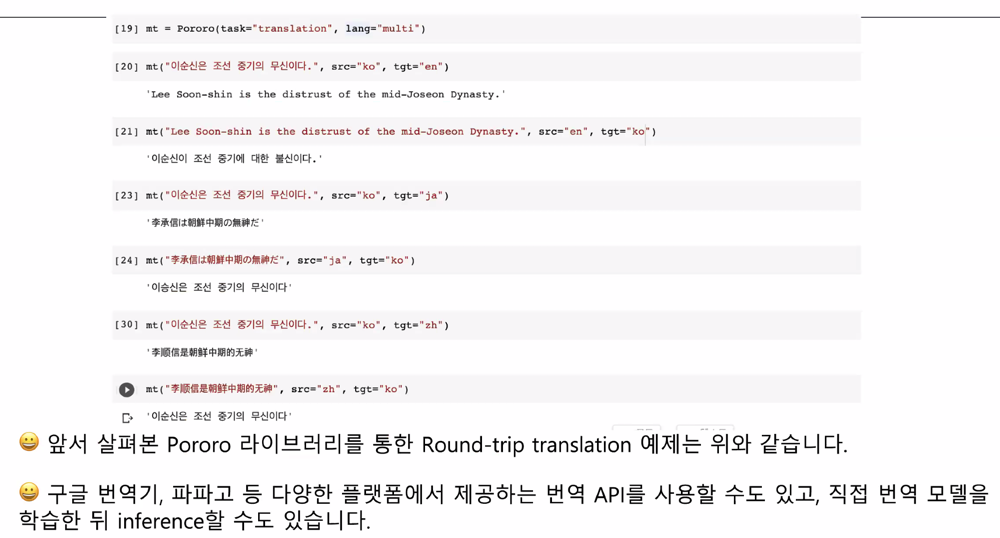 [19] mt = Pororo(task="translation", lang="multi")
[20] mt("이순신은 조선 중기의 무신이다.", src="ko", tgt="en")
'Lee Soon-shin is the distrust of the mid-Joseon Dynasty.'
[21] mt("Lee Soon-shin is the distrust of the mid-Joseon Dynasty.", src="en", tgt="ko")
'이순신이 조선 중기에 대한 불신이다.'
[23] mt("이순신은 조선 중기의 무신이다.", src="ko", tgt="ja")
'李承信は朝鮮中期の無神だ'
[24] mt("李承信は朝鮮中期の無神だ", src="ja", tgt="ko")
'이승신은 조선 중기의 무신이다'
[30] mt("이순신은 조선 중기의 무신이다.", src="ko", tgt="zh")
'李顺信是朝鲜中期的无神'
mt("李顺信是朝鲜中期的无神", src="zh", tgt="ko")
'이순신은 조선 중기의 무신이다'
😀 앞서 살펴본 Pororo 라이브러리를 통한 Round-trip translation 예제는 위와 같습니다.
😀 구글 번역기, 파파고 등 다양한 플랫폼에서 제공하는 번역 API를 사용할 수도 있고, 직접 번역 모델을
학습한 뒤 inference할 수도 있습니다.